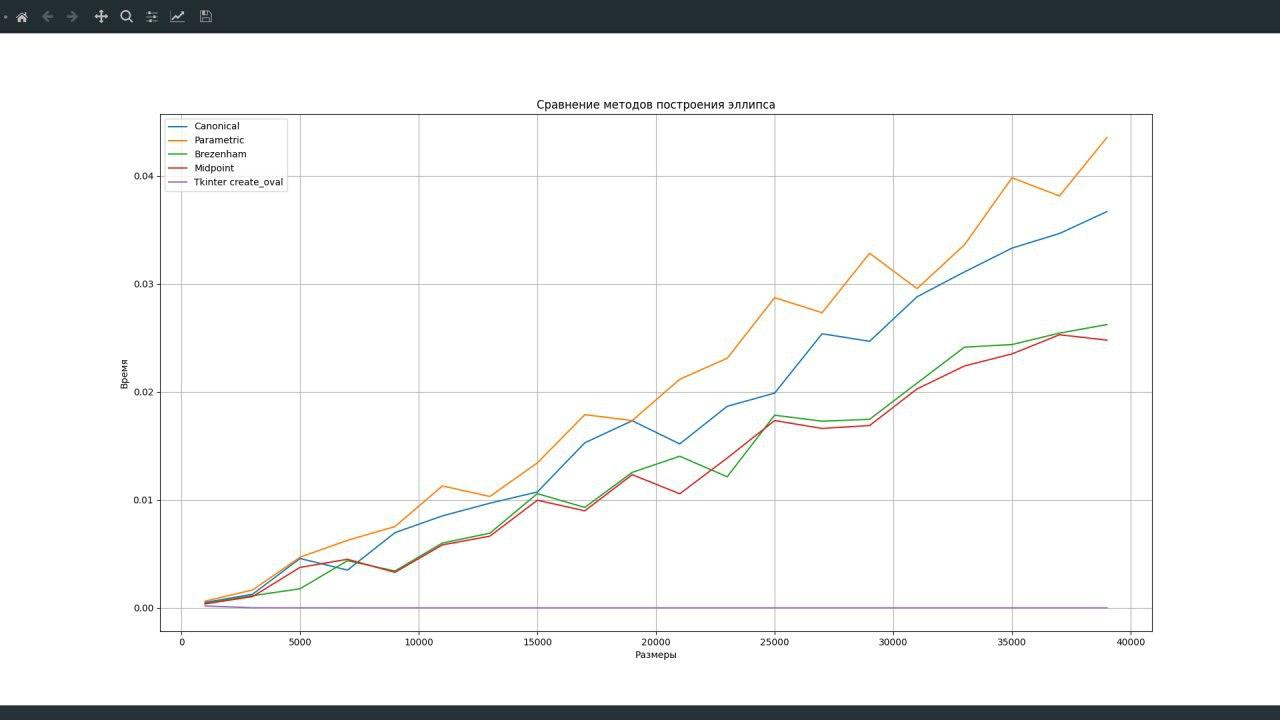 Сравнение методов построения эллипса
Canonical
Parametric
Brezenham
Midpoint
Tkinter create_oval
0.04
0.03
0.02
0.01
0.00
Время
0 5000 10000 15000 20000 25000 30000 35000 40000
Размеры